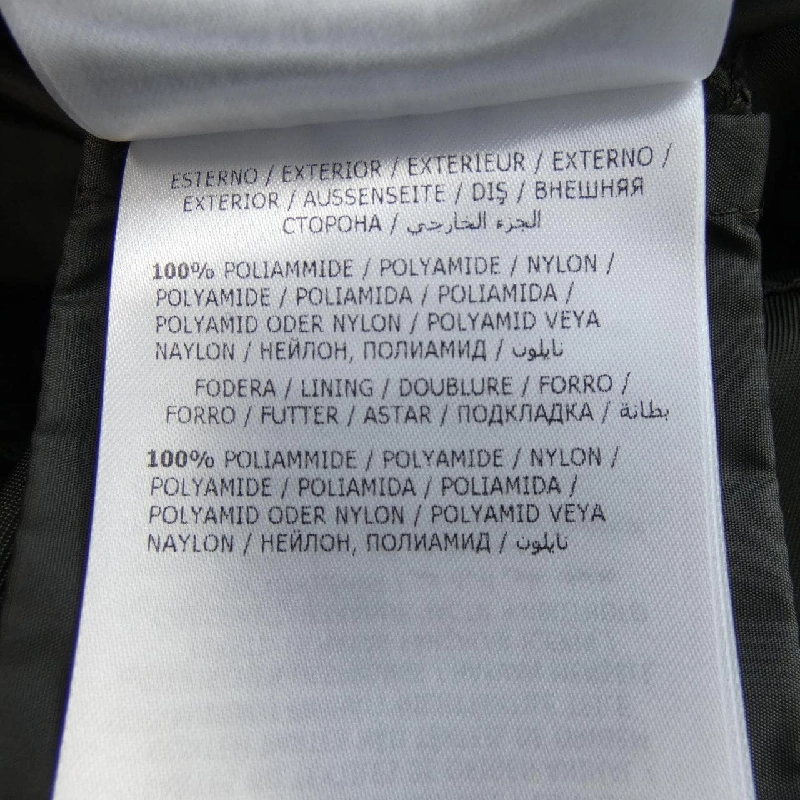 ESTERNO / EXTERIOR / EXTERIEUR / EXTERNO /
EXTERIOR / AUSSENSEITE / DIŞ / ВНЕШНЯЯ
СТОРОНА / الجزء الخارجي
100% POLIAMMIDE / POLYAMIDE / NYLON /
POLYAMIDE / POLIAMIDA / POLIAMIDA /
POLYAMID ODER NYLON / POLYAMID VEYA
NAYLON / НЕЙЛОН, ПОЛИАМИД / نايلون
FODERA / LINING / DOUBLURE / FORRO /
FORRO / FUTTER / ASTAR / ПОДКЛАДКА / بطانة
100% POLIAMMIDE / POLYAMIDE / NYLON /
POLYAMIDE / POLIAMIDA / POLIAMIDA /
POLYAMID ODER NYLON / POLYAMID VEYA
NAYLON / НЕЙЛОН, ПОЛИАМИД / نايلون